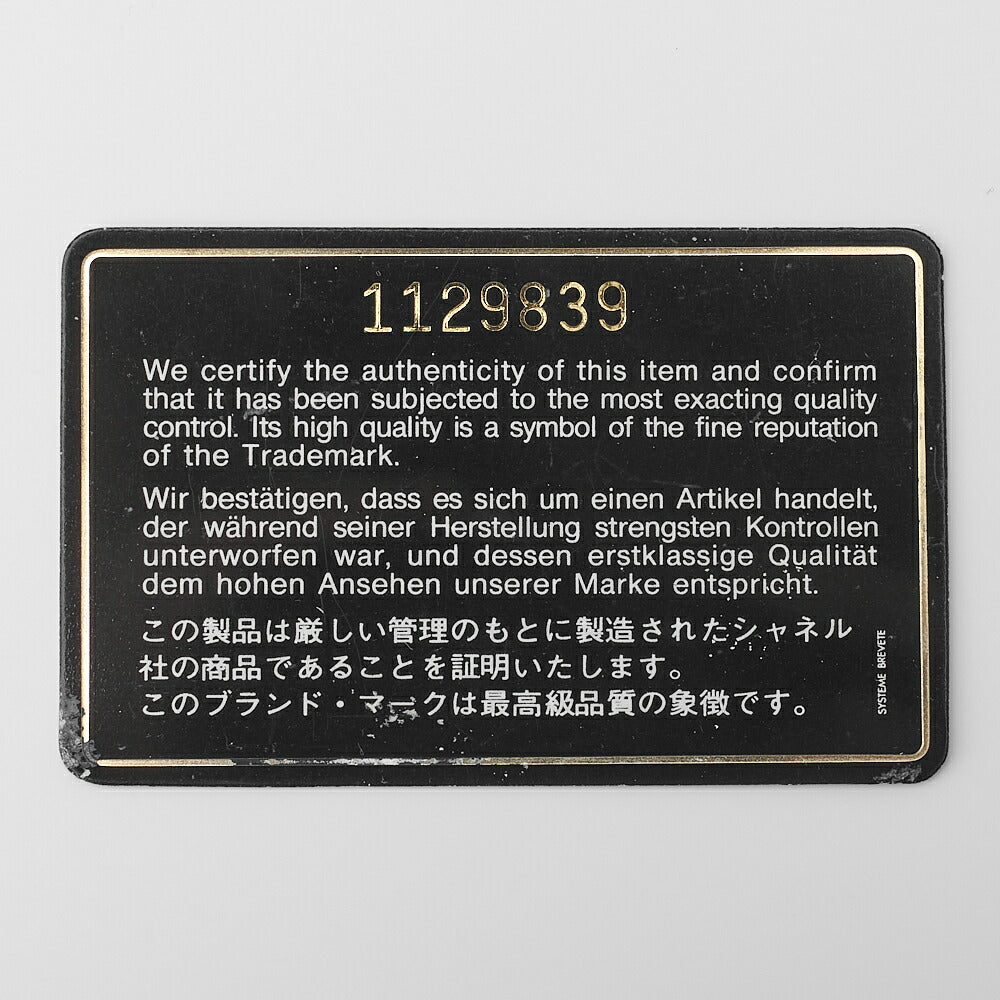 1129839
We certify the authenticity of this item and confirm
that it has been subjected to the most exacting quality
control. Its high quality is a symbol of the fine reputation
of the Trademark.
Wir bestätigen, dass es sich um einen Artikel handelt,
der während seiner Herstellung strengsten Kontrollen
unterworfen war, und dessen erstklassige Qualität
dem hohen Ansehen unserer Marke entspricht.
この製品は厳しい管理のもとに製造されたシャネル
社の商品であることを証明いたします。
このブランド・マークは最高級品質の象徴です。
SYSTEME BREVETE